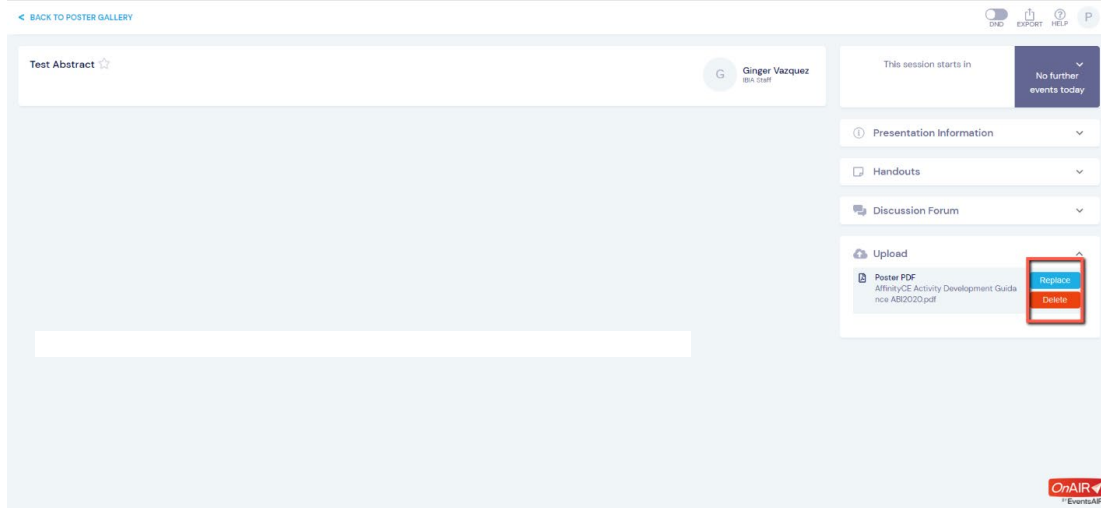 < BACK TO POSTER GALLERY
DND
EXPORT
HELP
P
Test Abstract
G
Ginger Vazquez
IBIA Staff
This session starts in
No further
events today
Presentation Information
Handouts
Discussion Forum
Upload
Poster PDF
AffinityCE Activity Development Guida
nce ABI2020.pdf
Replace
Delete
OnAIR
BY EventsAIR